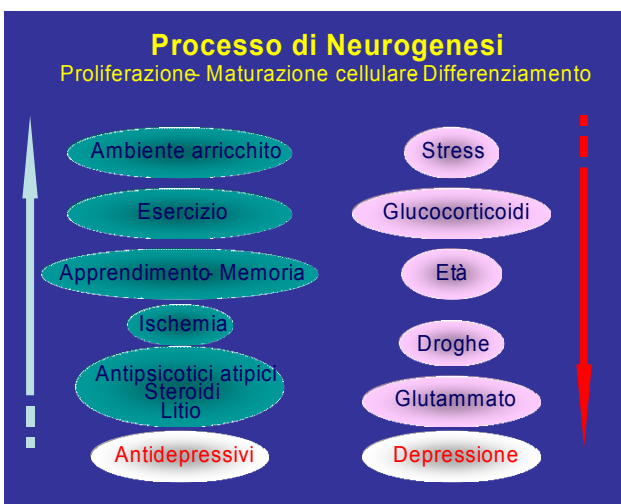 Processo di Neurogenesi
Proliferazione- Maturazione cellulare Differenziamento
Ambiente arricchito
Esercizio
Apprendimento- Memoria
Ischemia
Antipsicotici atipici
Steroidi
Litio
Antidepressivi
Stress
Glucocorticoidi
Età
Droghe
Glutammato
Depressione